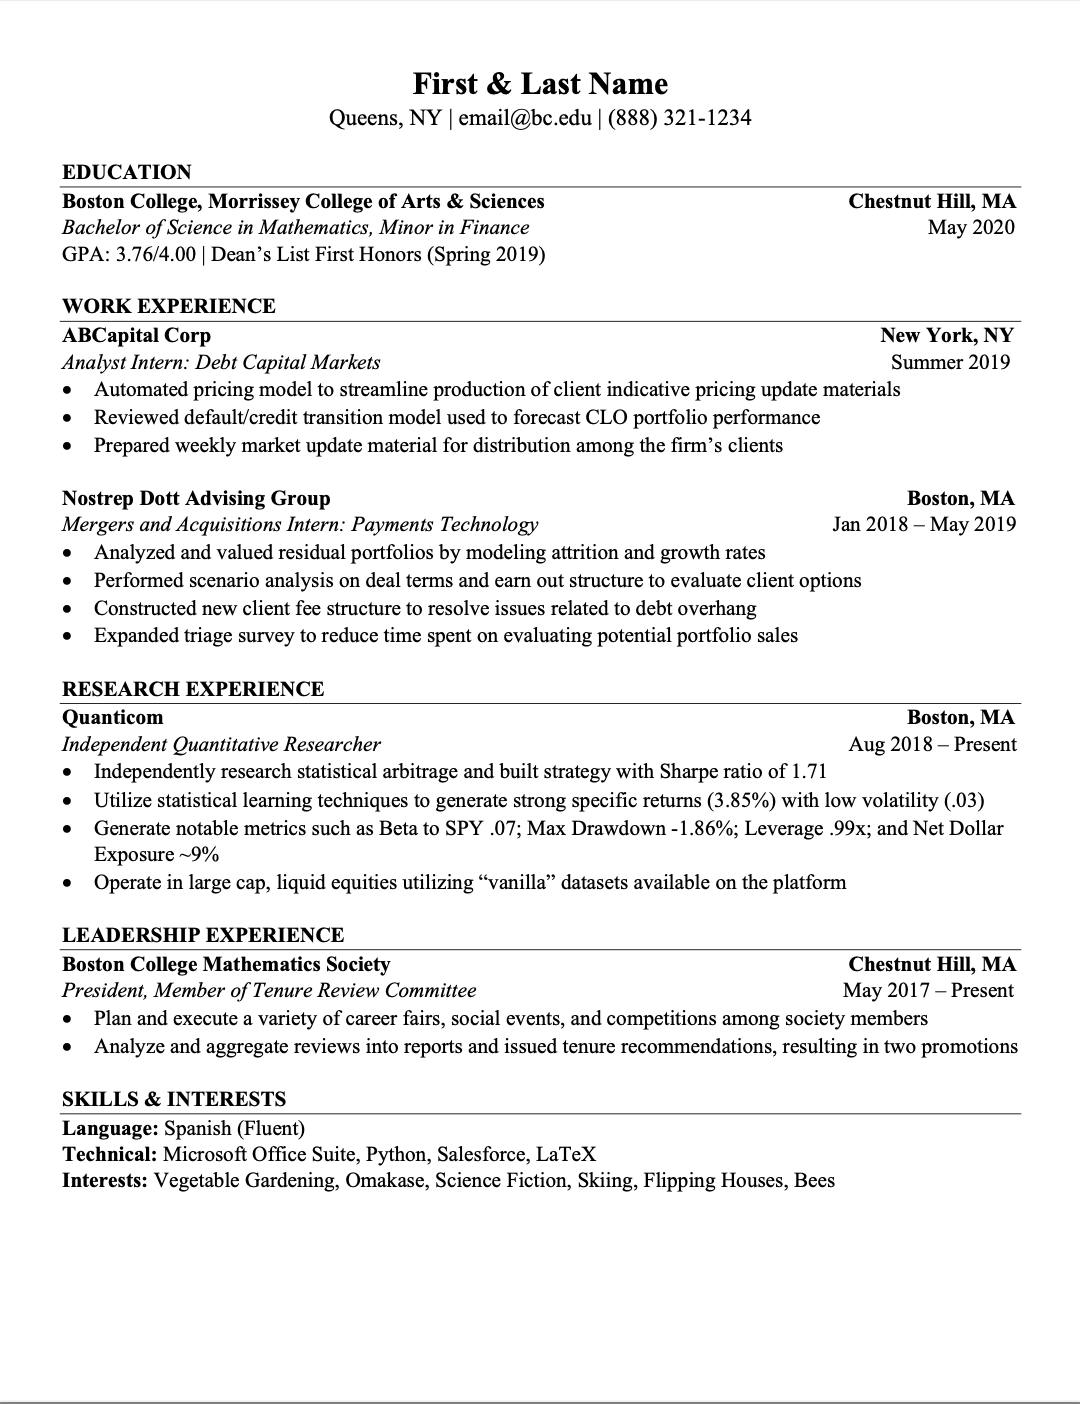 First & Last Name
Queens, NY | email@bc.edu | (888) 321-1234
EDUCATION
Boston College, Morrissey College of Arts & Sciences Chestnut Hill, MA
Bachelor of Science in Mathematics, Minor in Finance May 2020
GPA: 3.76/4.00 | Dean’s List First Honors (Spring 2019)
WORK EXPERIENCE
ABCapital Corp New York, NY
Analyst Intern: Debt Capital Markets Summer 2019
• Automated pricing model to streamline production of client indicative pricing update materials
• Reviewed default/credit transition model used to forecast CLO portfolio performance
• Prepared weekly market update material for distribution among the firm’s clients
Nostrep Dott Advising Group Boston, MA
Mergers and Acquisitions Intern: Payments Technology Jan 2018 – May 2019
• Analyzed and valued residual portfolios by modeling attrition and growth rates
• Performed scenario analysis on deal terms and earn out structure to evaluate client options
• Constructed new client fee structure to resolve issues related to debt overhang
• Expanded triage survey to reduce time spent on evaluating potential portfolio sales
RESEARCH EXPERIENCE
Quanticom Boston, MA
Independent Quantitative Researcher Aug 2018 – Present
• Independently research statistical arbitrage and built strategy with Sharpe ratio of 1.71
• Utilize statistical learning techniques to generate strong specific returns (3.85%) with low volatility (.03)
• Generate notable metrics such as Beta to SPY .07; Max Drawdown -1.86%; Leverage .99x; and Net Dollar
Exposure ~9%
• Operate in large cap, liquid equities utilizing “vanilla” datasets available on the platform
LEADERSHIP EXPERIENCE
Boston College Mathematics Society Chestnut Hill, MA
President, Member of Tenure Review Committee May 2017 – Present
• Plan and execute a variety of career fairs, social events, and competitions among society members
• Analyze and aggregate reviews into reports and issued tenure recommendations, resulting in two promotions
SKILLS & INTERESTS
Language: Spanish (Fluent)
Technical: Microsoft Office Suite, Python, Salesforce, LaTeX
Interests: Vegetable Gardening, Omakase, Science Fiction, Skiing, Flipping Houses, Bees